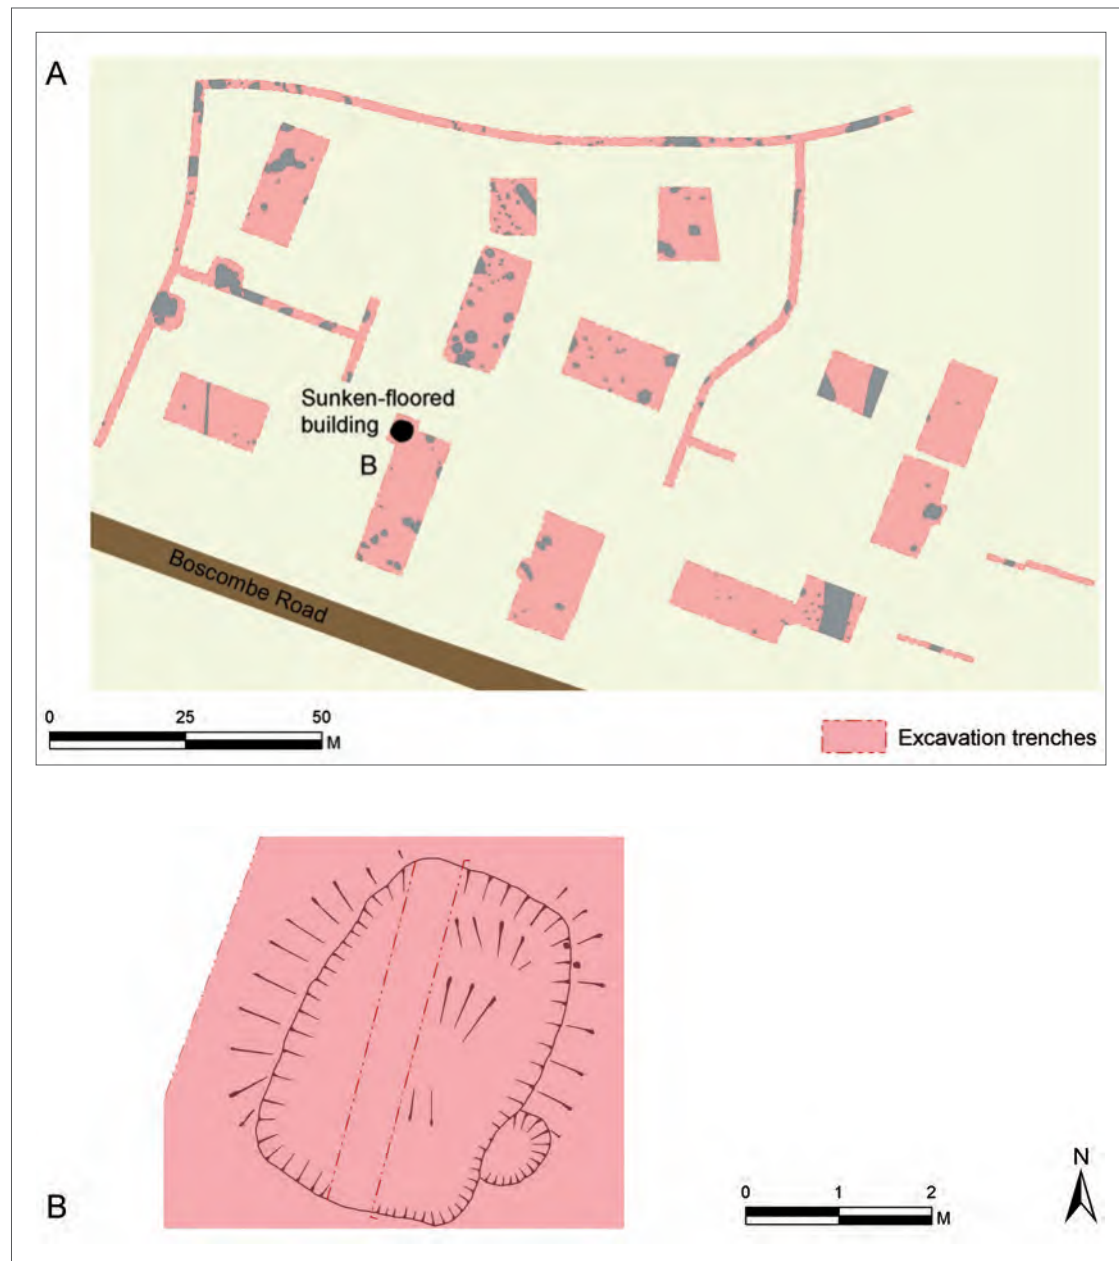 A
Sunken-floored
building
B
Boscombe Road
0 25 50
M
Excavation trenches
B
0 1 2
M
N